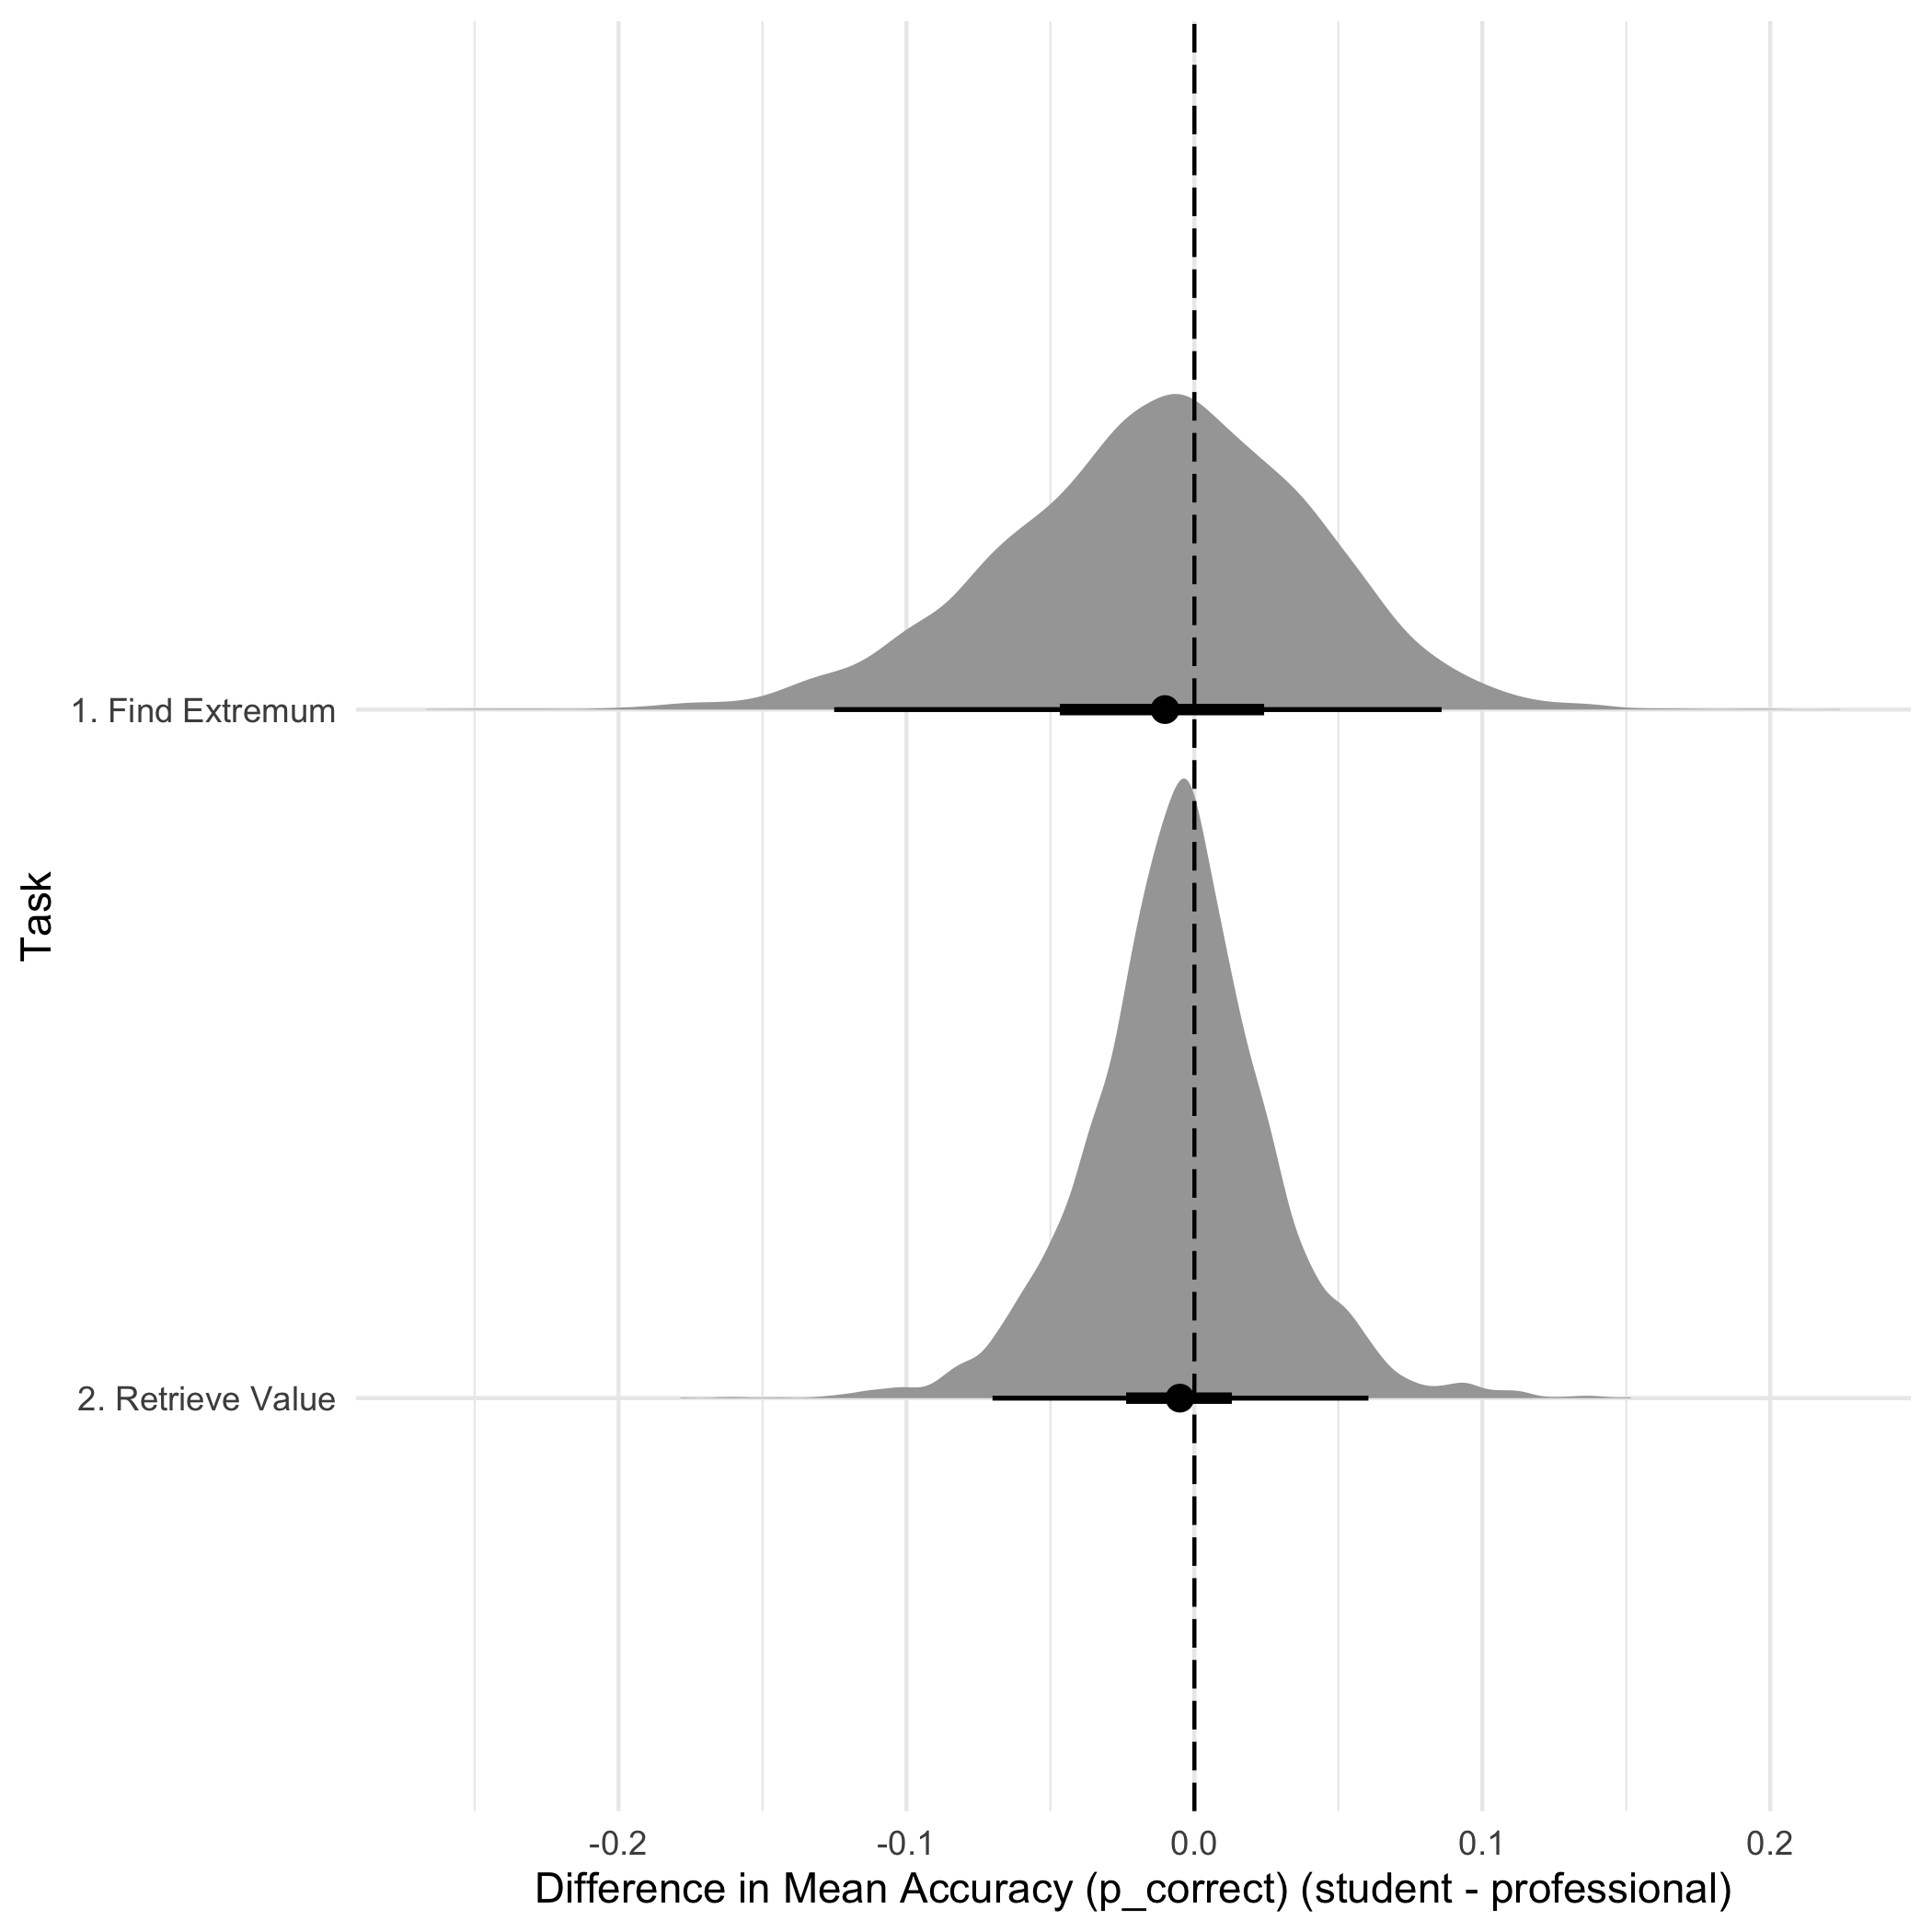 1. Find Extremum
Task
2. Retrieve Value
-0.2 -0.1 0.0 0.1 0.2
Difference in Mean Accuracy (p_correct) (student - professional)